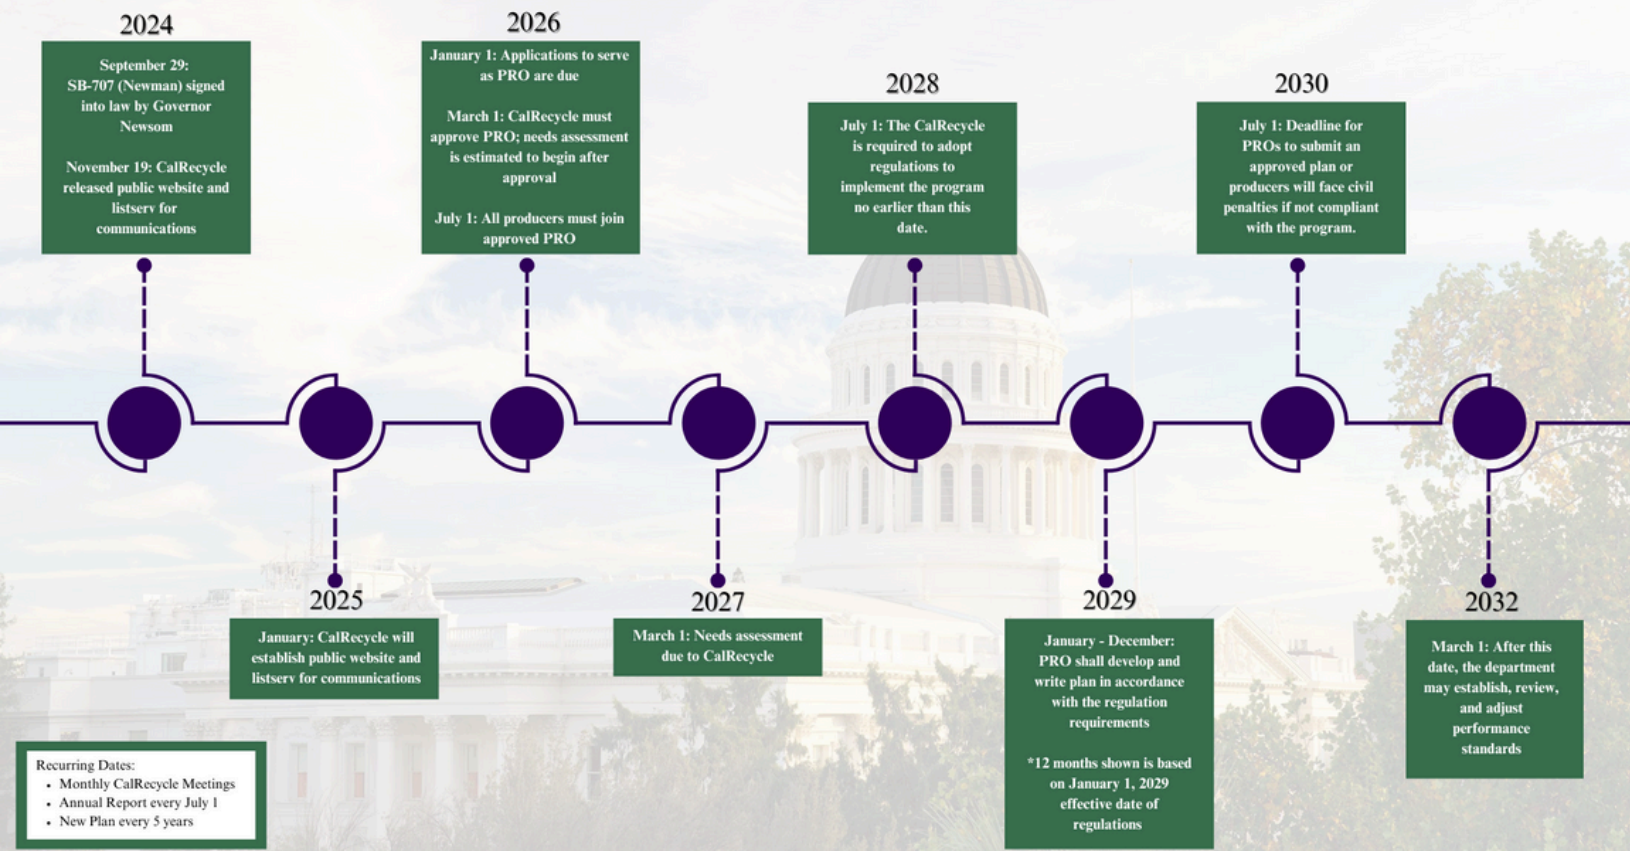 2024
September 29:
SB-707 (Newman) signed
into law by Governor
Newsom
November 19: CalRecycle
released public website and
listserv for
communications
2026
January 1: Applications to serve
as PRO are due
March 1: CalRecycle must
approve PRO; needs assessment
is estimated to begin after
approval
July 1: All producers must join
approved PRO
2028
July 1: The CalRecycle
is required to adopt
regulations to
implement the program
no earlier than this
date.
2030
July 1: Deadline for
PROs to submit an
approved plan or
producers will face civil
penalties if not compliant
with the program.
2025
January: CalRecycle will
establish public website and
listserv for communications
2027
March 1: Needs assessment
due to CalRecycle
2029
January - December:
PRO shall develop and
write plan in accordance
with the regulation
requirements
*12 months shown is based
on January 1, 2029
effective date of
regulations
2032
March 1: After this
date, the department
may establish, review,
and adjust
performance
standards
Recurring Dates:
• Monthly CalRecycle Meetings
• Annual Report every July 1
• New Plan every 5 years